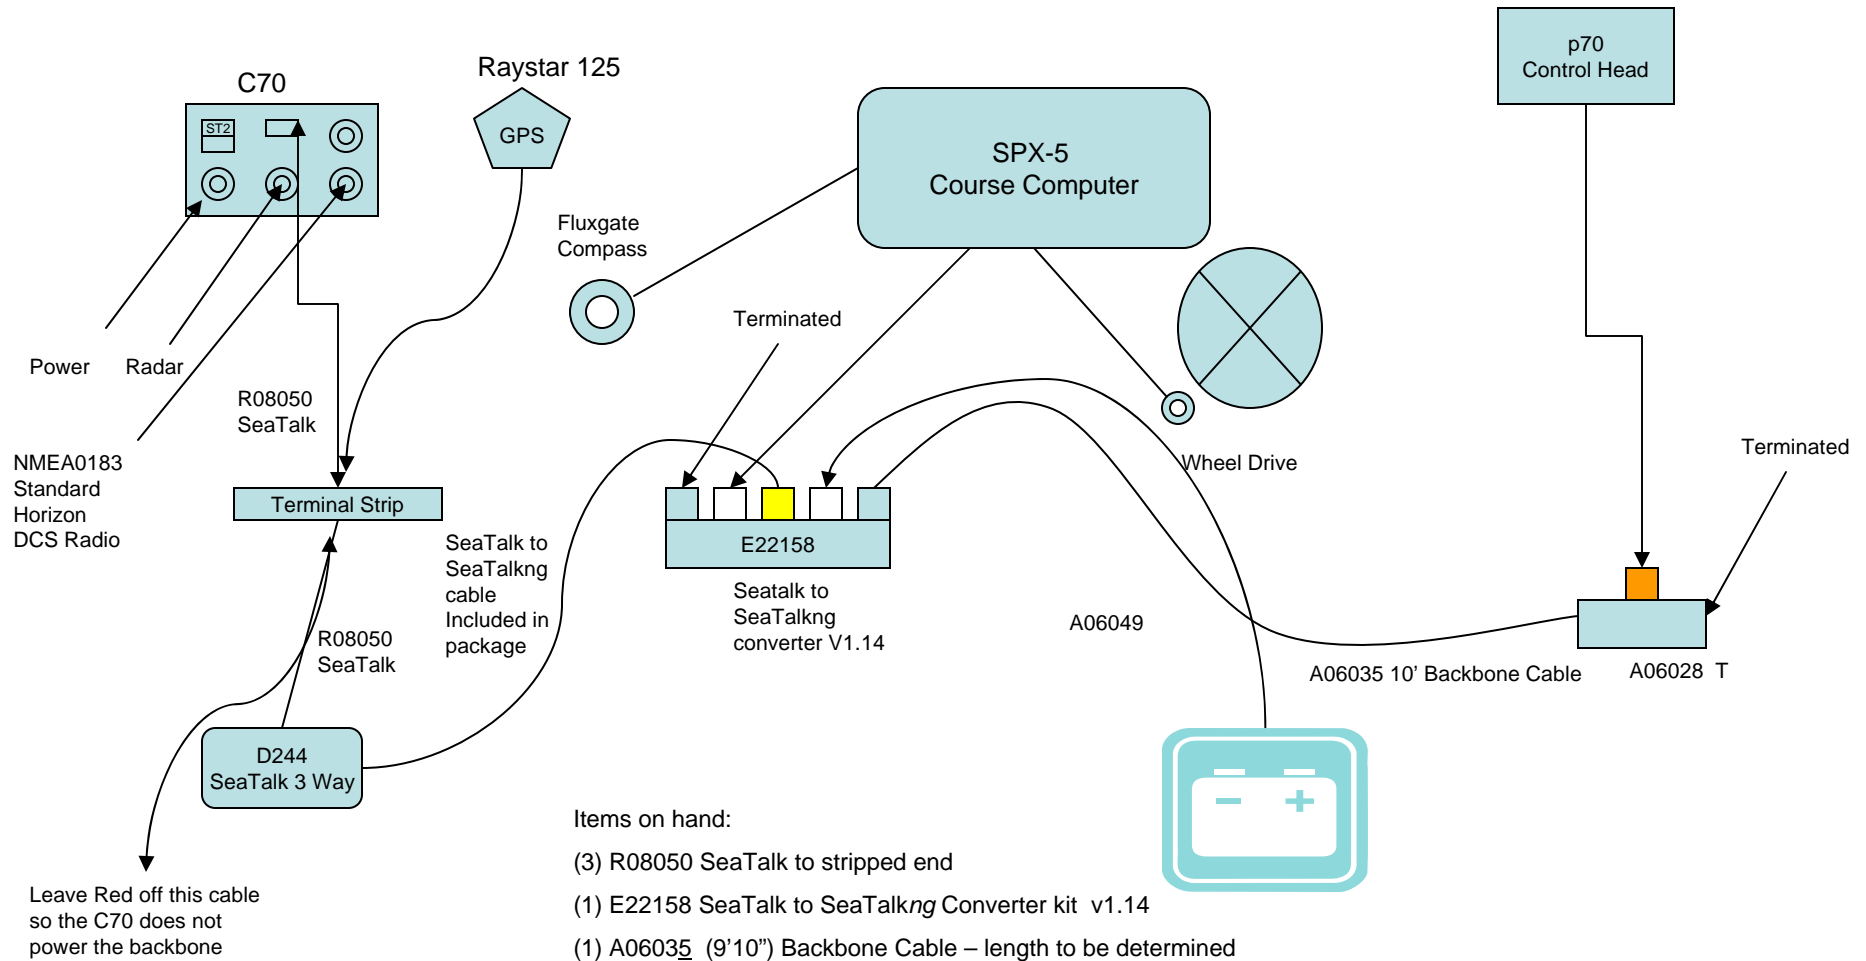 C70
Raystar 125
p70
Control Head
ST2
GPS
SPX-5
Course Computer
Fluxgate
Compass
Terminated
Power
Radar
R08050
SeaTalk
NMEA0183
Standard
Horizon
DCS Radio
Terminal Strip
SeaTalk to
SeaTalkng
cable
Included in
package
E22158
Seatalk to
SeaTalkng
converter V1.14
Wheel Drive
Terminated
A06049
A06035 10’ Backbone Cable
A06028 T
R08050
SeaTalk
D244
SeaTalk 3 Way
Leave Red off this cable
so the C70 does not
power the backbone
Items on hand:
(3) R08050 SeaTalk to stripped end
(1) E22158 SeaTalk to SeaTalkng Converter kit v1.14
(1) A06035 (9’10”) Backbone Cable – length to be determined